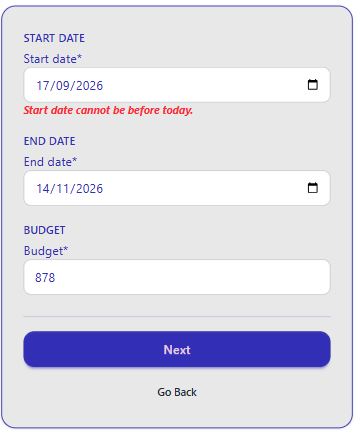 START DATE
Start date*
17/09/2026
Start date cannot be before today.
END DATE
End date*
14/11/2026
BUDGET
Budget*
878
Next
Go Back